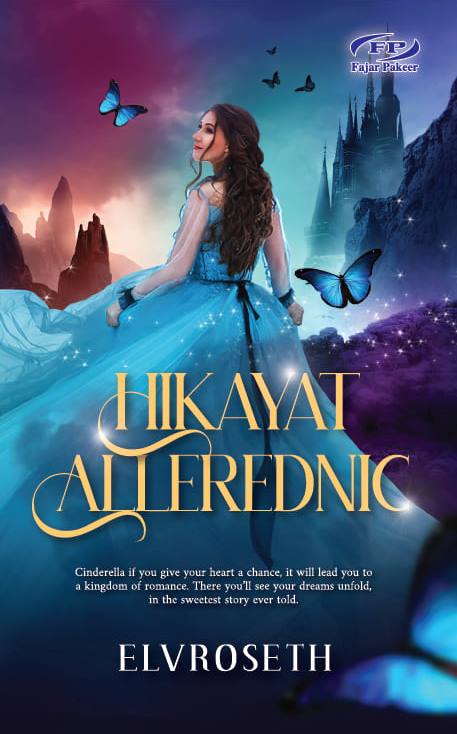 FP
Fajar Pakeer
HIKAYAT
ALLEREDNIC
Cinderella if you give your heart a chance, it will lead you to
a kingdom of romance. There you'll see your dreams unfold,
in the sweetest story ever told.
ELVROSETH